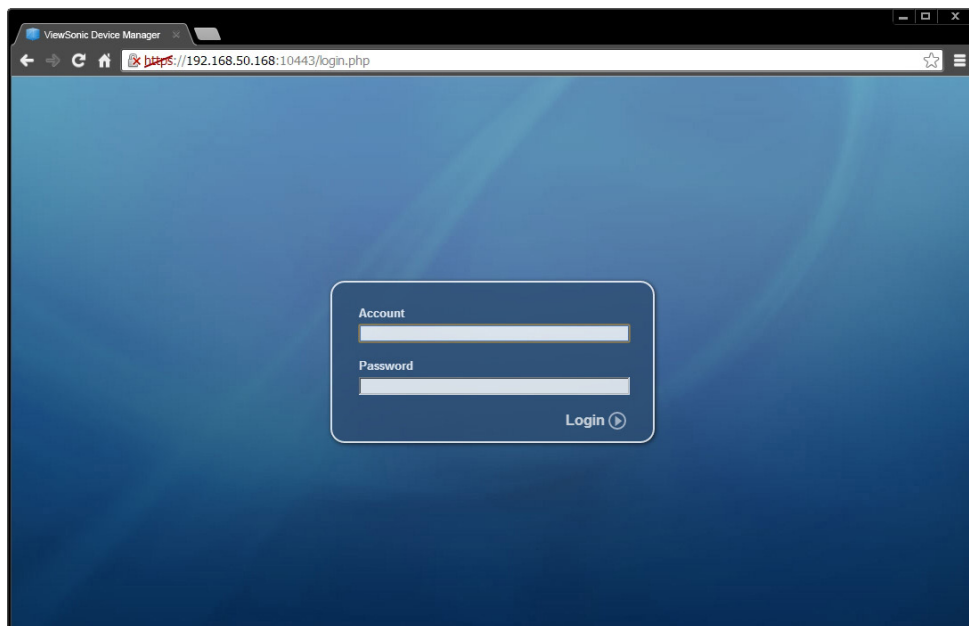 ViewSonic Device Manager
https://192.168.50.168:10443/login.php
Account
Password
Login